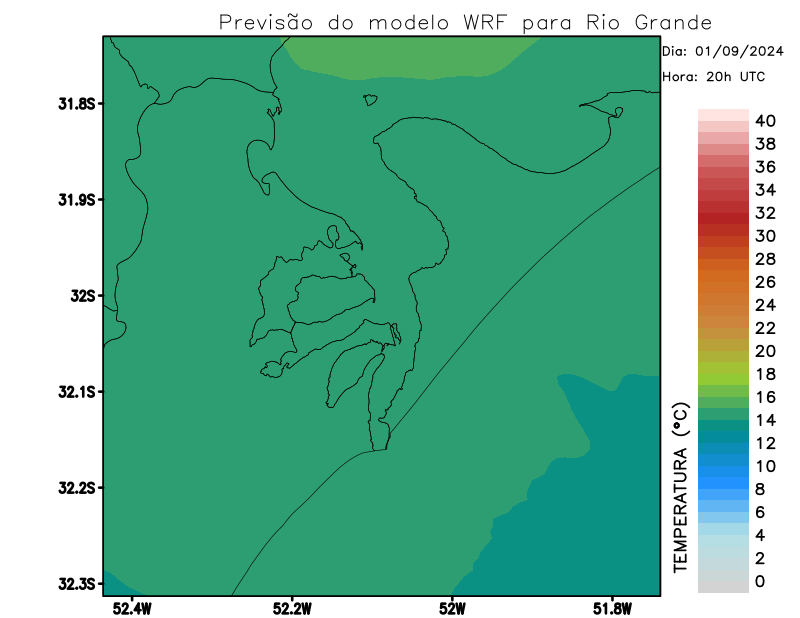 Previsão do modelo WRF para Rio Grande
Dia: 01/09/2024
Hora: 20h UTC
31.8S
31.9S
32S
32.1S
32.2S
32.3S
52.4W
52.2W
52W
51.8W
TEMPERATURA (°C)
40
38
36
34
32
30
28
26
24
22
20
18
16
14
12
10
8
6
4
2
0